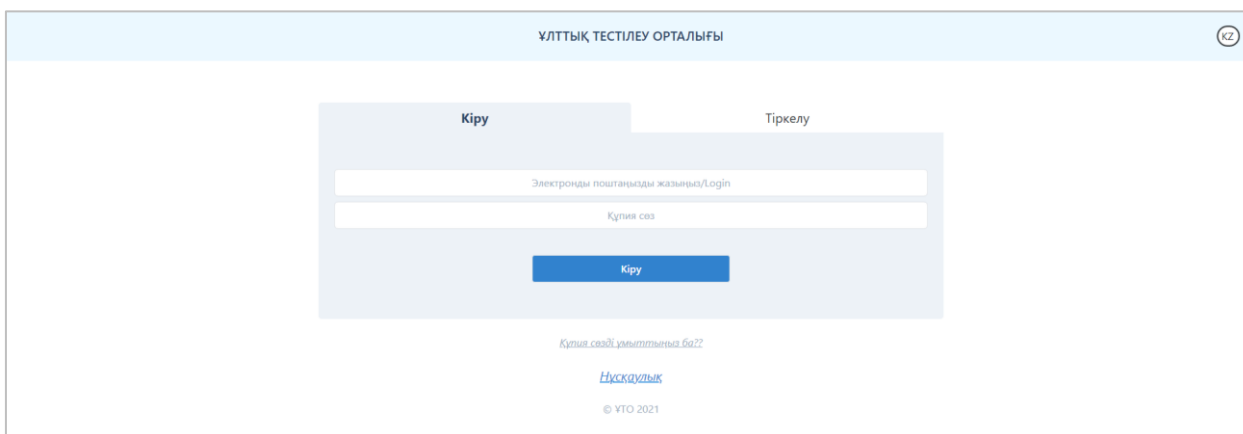 ҰЛТТЫҚ ТЕСТІЛЕУ ОРТАЛЫҒЫ
KZ
Кіру
Тіркелу
Электронды поштаңызды жазыңыз/Login
Құпия сөз
Кіру
Құпия сөзді ұмыттыңыз ба??
Нұсқаулық
© ҰТО 2021